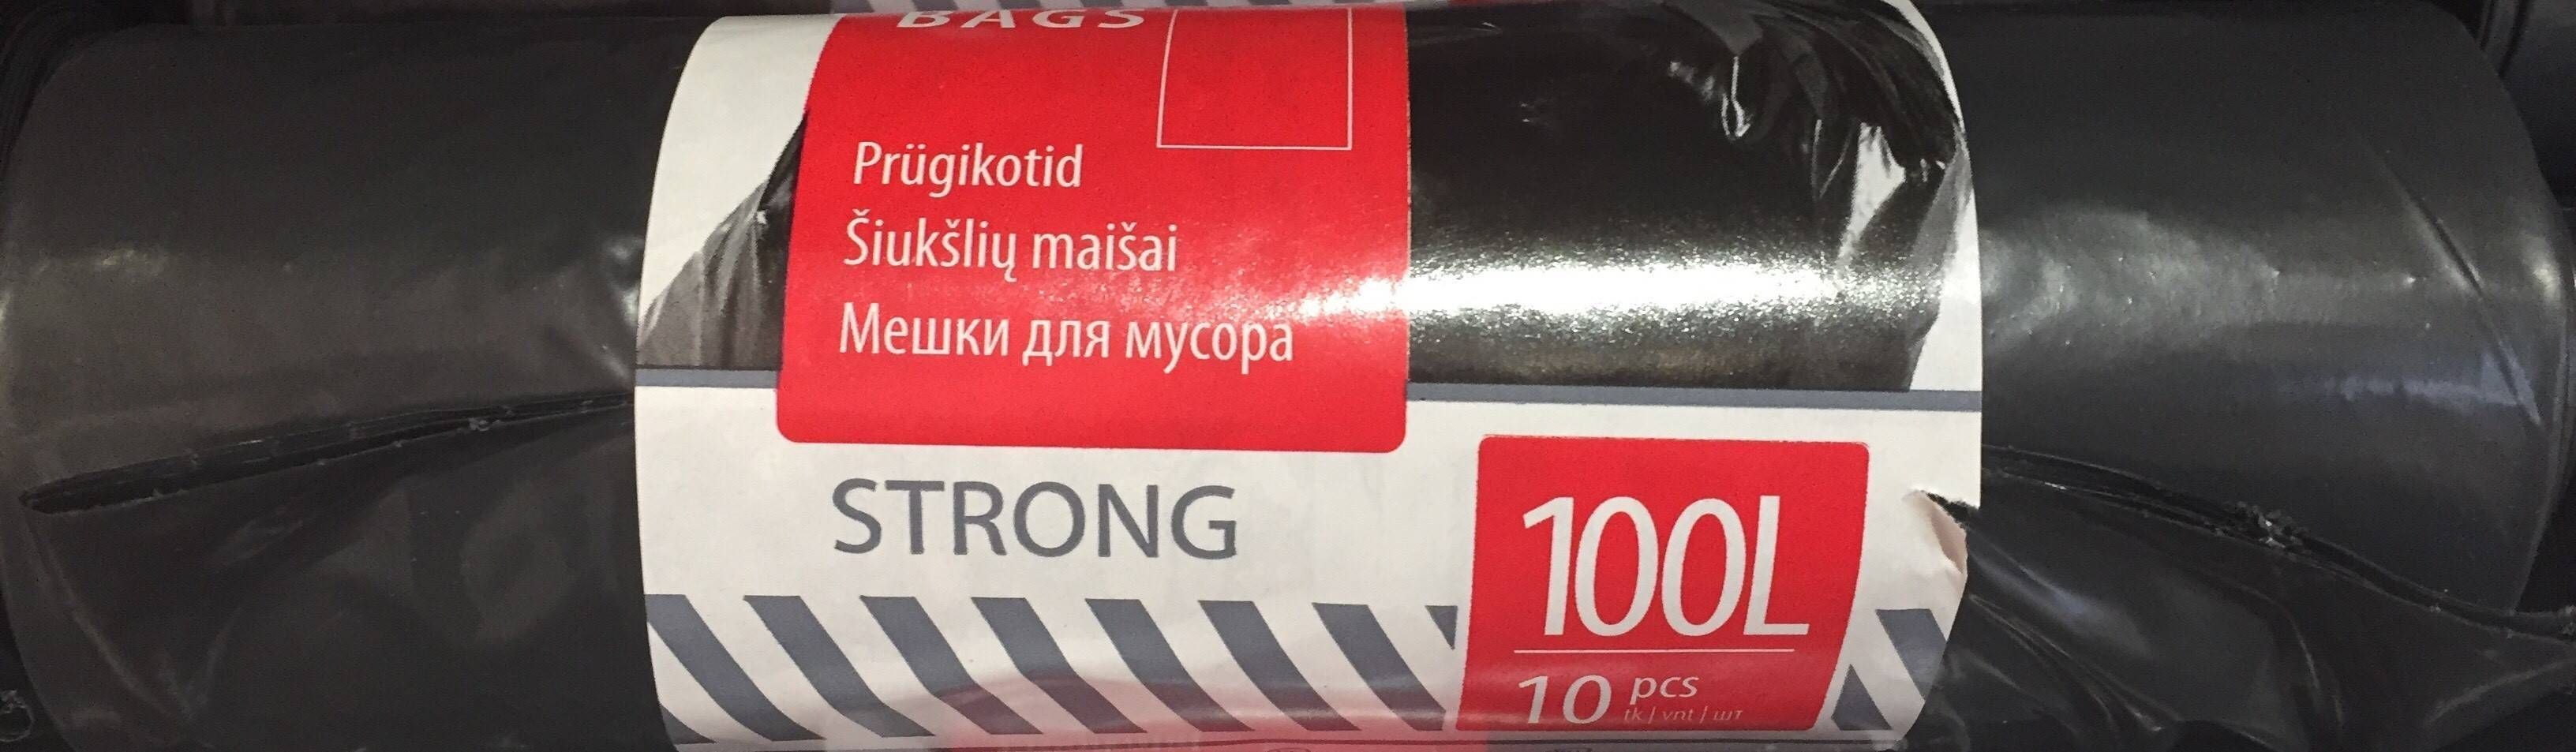 BAGS
Prügikotid
Šiukšlių maišai
Мешки для мусора
STRONG
100L
10 pcs
tk / vnt / шт